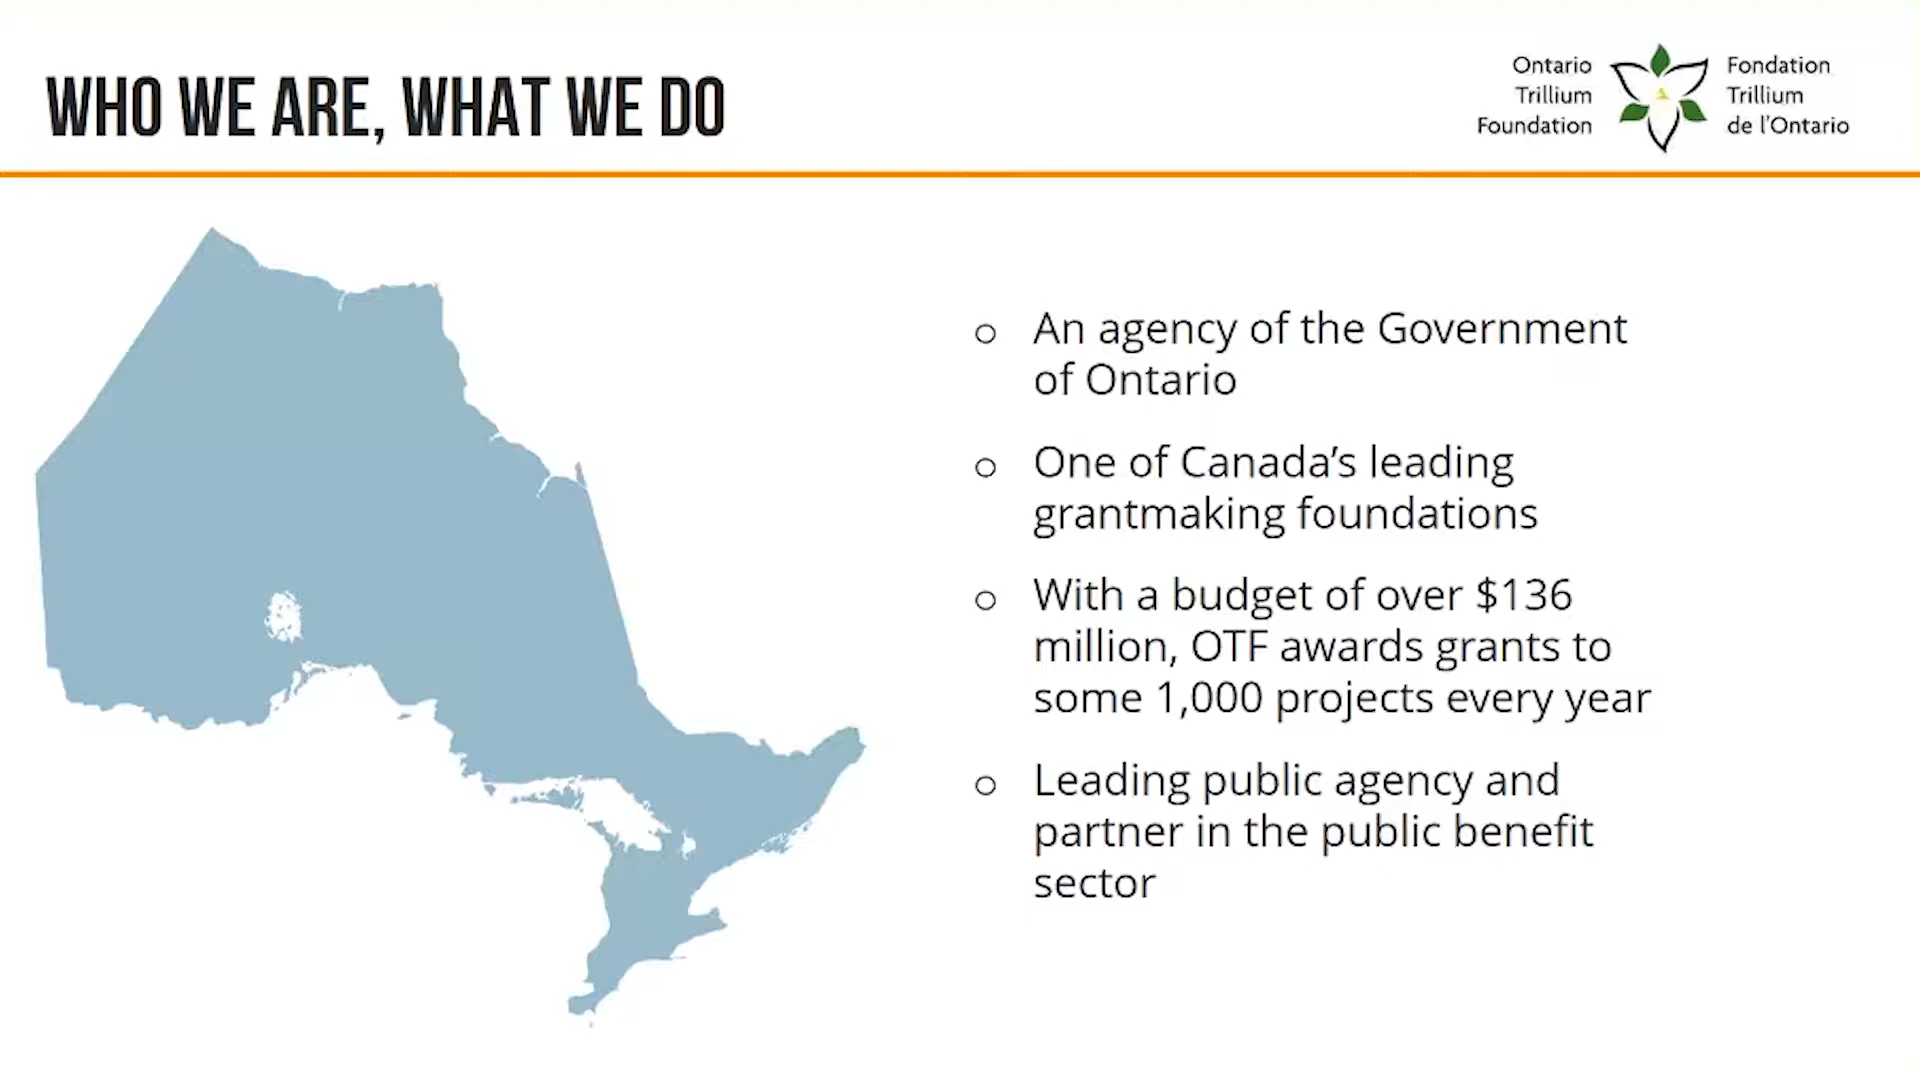 WHO WE ARE, WHAT WE DO
Ontario
Trillium
Foundation
Fondation
Trillium
de l'Ontario
o An agency of the Government
of Ontario
o One of Canada’s leading
grantmaking foundations
o With a budget of over $136
million, OTF awards grants to
some 1,000 projects every year
o Leading public agency and
partner in the public benefit
sector